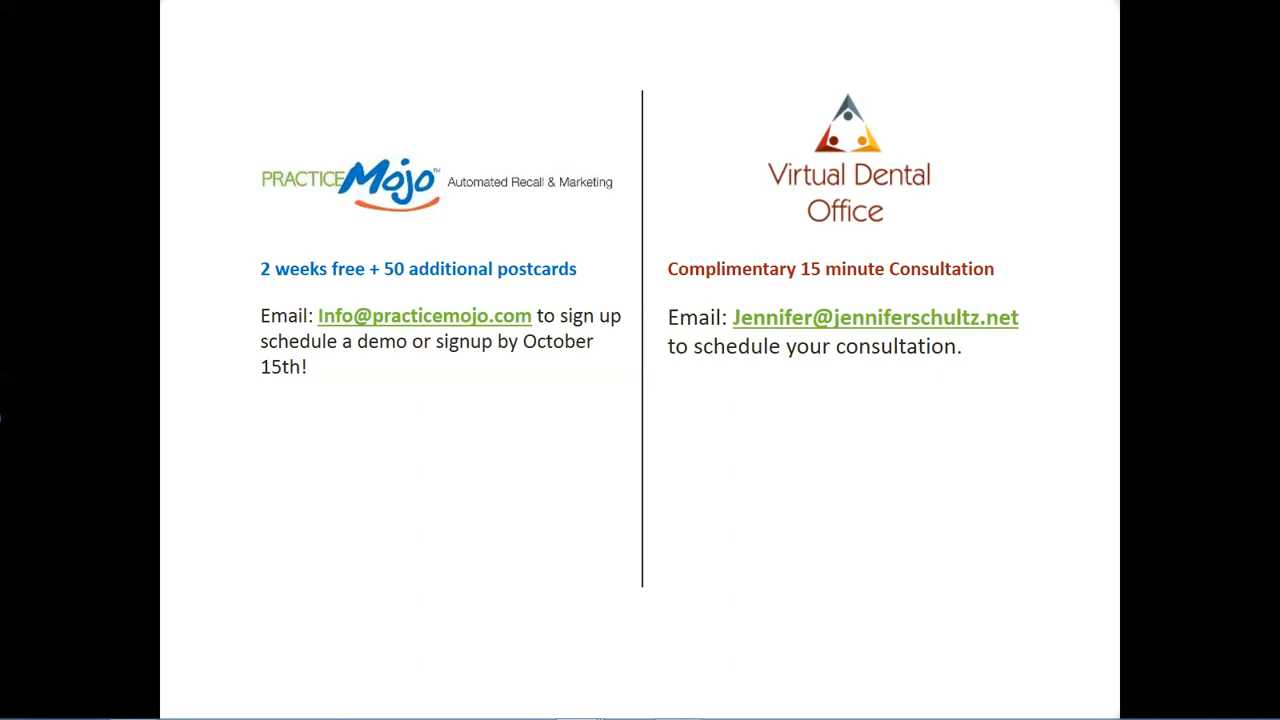 PRACTICEMojo™ Automated Recall & Marketing
2 weeks free + 50 additional postcards
Email: Info@practicemojo.com to sign up
schedule a demo or signup by October
15th!
Virtual Dental
Office
Complimentary 15 minute Consultation
Email: Jennifer@jenniferschultz.net
to schedule your consultation.